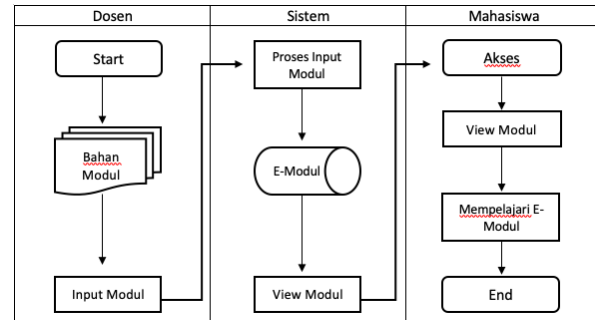 Dosen
Sistem
Mahasiswa
Start
Bahan
Modul
Input Modul
Proses Input
Modul
E-Modul
View Modul
Akses
View Modul
Mempelajari E-
Modul
End